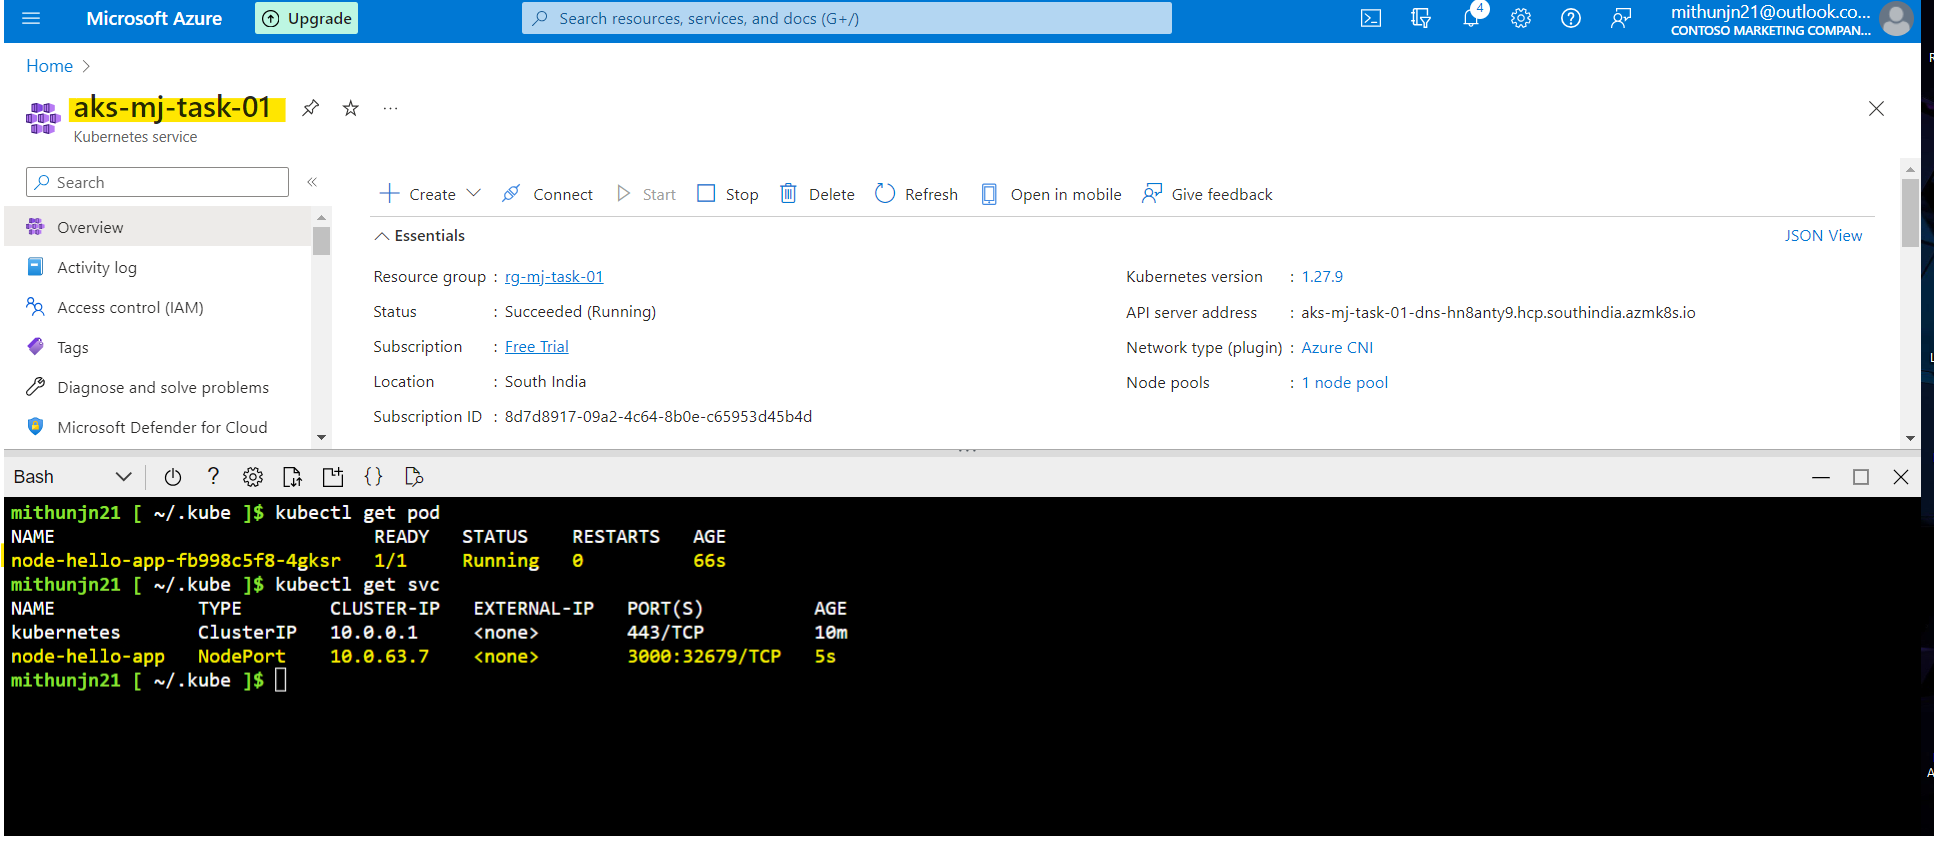 Microsoft Azure
Upgrade
Search resources, services, and docs (G+/)
4
mithunjn21@outlook.co...
CONTOSO MARKETING COMPAN...
Home >
aks-mj-task-01
Kubernetes service
Search
Overview
Activity log
Access control (IAM)
Tags
Diagnose and solve problems
Microsoft Defender for Cloud
Create
Connect
Start
Stop
Delete
Refresh
Open in mobile
Give feedback
Essentials
JSON View
Resource group : rg-mj-task-01
Status : Succeeded (Running)
Subscription : Free Trial
Location : South India
Subscription ID : 8d7d8917-09a2-4c64-8b0e-c65953d45b4d
Kubernetes version : 1.27.9
API server address : aks-mj-task-01-dns-hn8anty9.hcp.southindia.azmk8s.io
Network type (plugin) : Azure CNI
Node pools : 1 node pool
Bash
mithunjn21 [ ~/.kube ]$ kubectl get pod
NAME READY STATUS RESTARTS AGE
node-hello-app-fb998c5f8-4gksr 1/1 Running 0 66s
mithunjn21 [ ~/.kube ]$ kubectl get svc
NAME TYPE CLUSTER-IP EXTERNAL-IP PORT(S) AGE
kubernetes ClusterIP 10.0.0.1 <none> 443/TCP 10m
node-hello-app NodePort 10.0.63.7 <none> 3000:32679/TCP 5s
mithunjn21 [ ~/.kube ]$